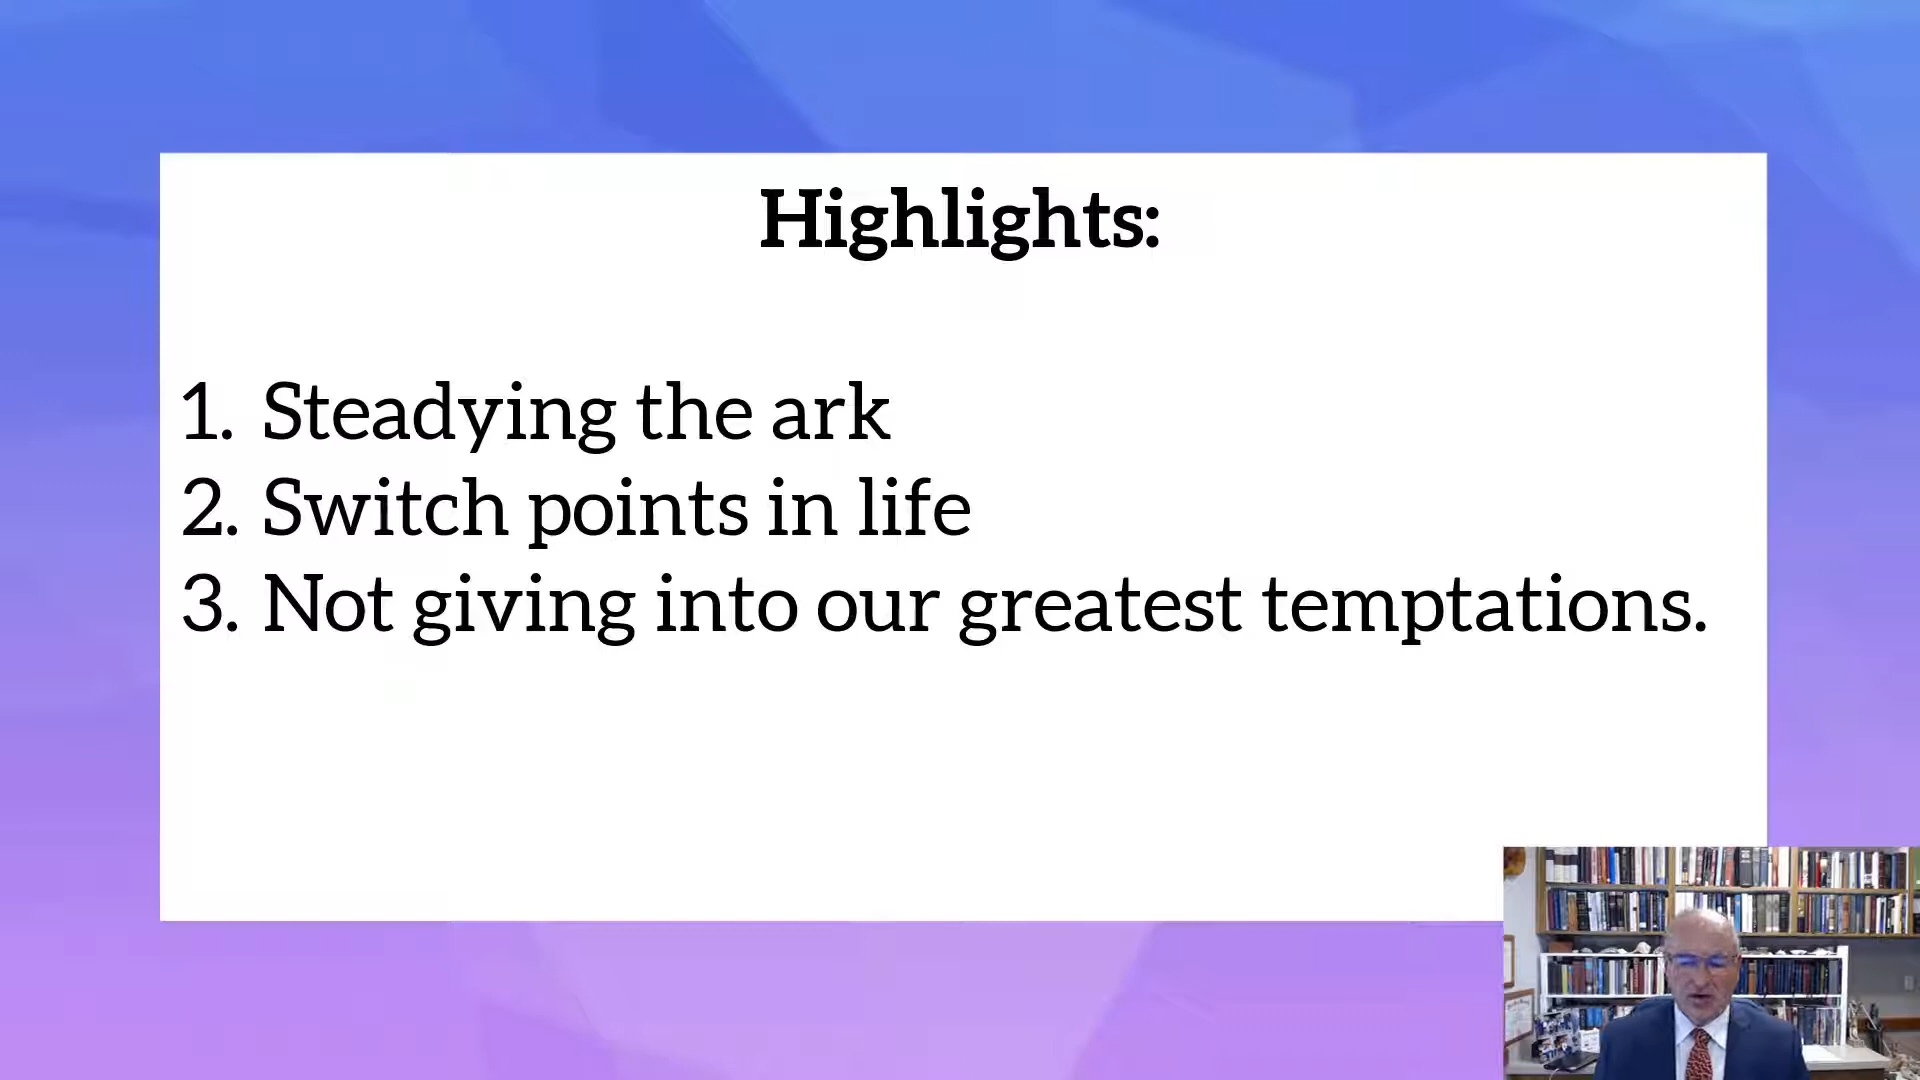 Highlights:
1. Steadying the ark
2. Switch points in life
3. Not giving into our greatest temptations.